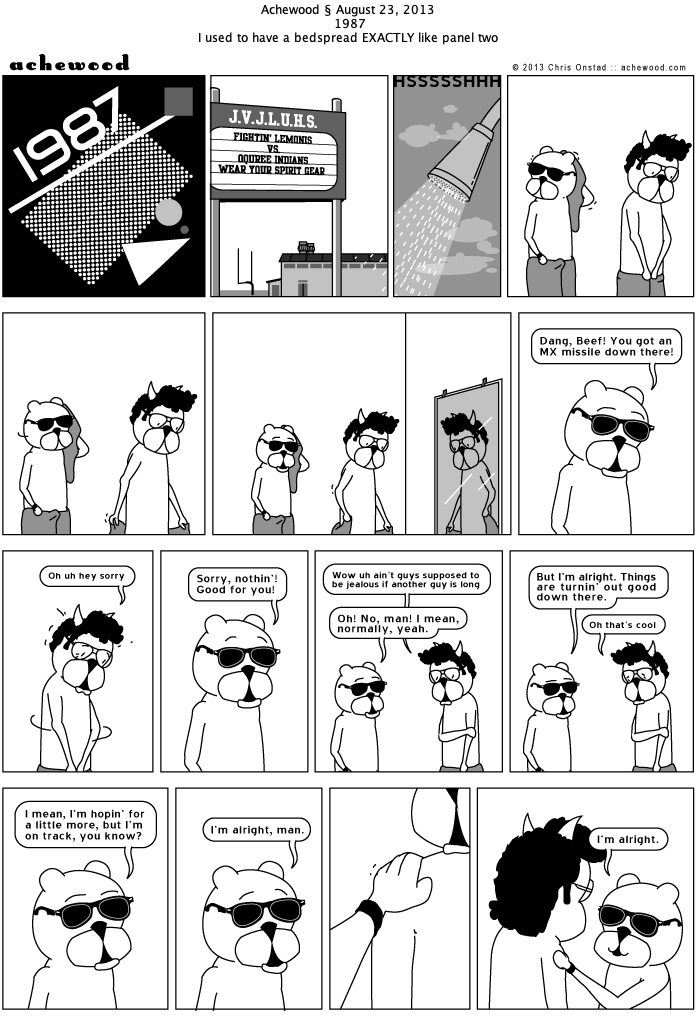 Achewood § August 23, 2013
1987
I used to have a bedspread EXACTLY like panel two
achewood
© 2013 Chris Onstad :: achewood.com
1987
J.V.J.L.U.H.S.
FIGHTIN' LEMONIS
VS.
OQUREE INDIANS
WEAR YOUR SPIRIT GEAR
HSSSSSHHH
Dang, Beef! You got an
MX missile down there!
Oh uh hey sorry
Sorry, nothin'!
Good for you!
Wow uh ain't guys supposed to
be jealous if another guy is long
Oh! No, man! I mean,
normally, yeah.
But I'm alright. Things
are turnin' out good
down there.
Oh that's cool
I mean, I'm hopin' for
a little more, but I'm
on track, you know?
I'm alright, man.
I'm alright.